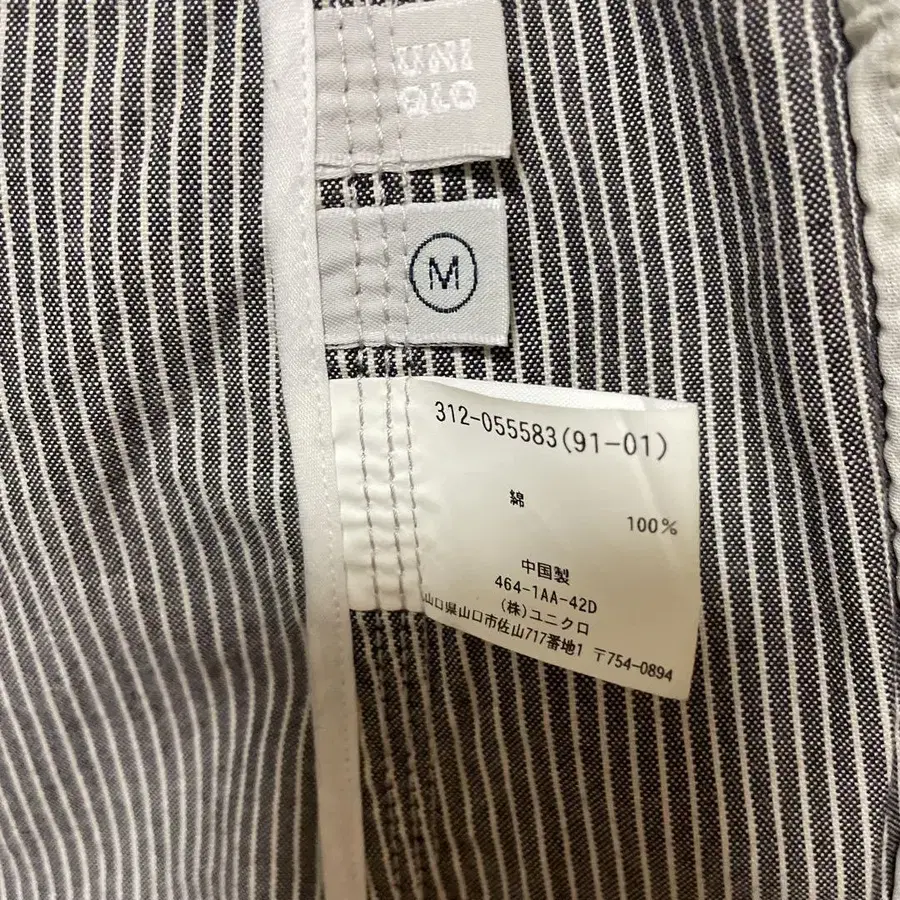 UNI
QLO
M
312-055583(91-01)
綿
100%
中国製
464-1AA-42D
(株)ユニクロ
山口県山口市佐山717番地1 〒754-0894